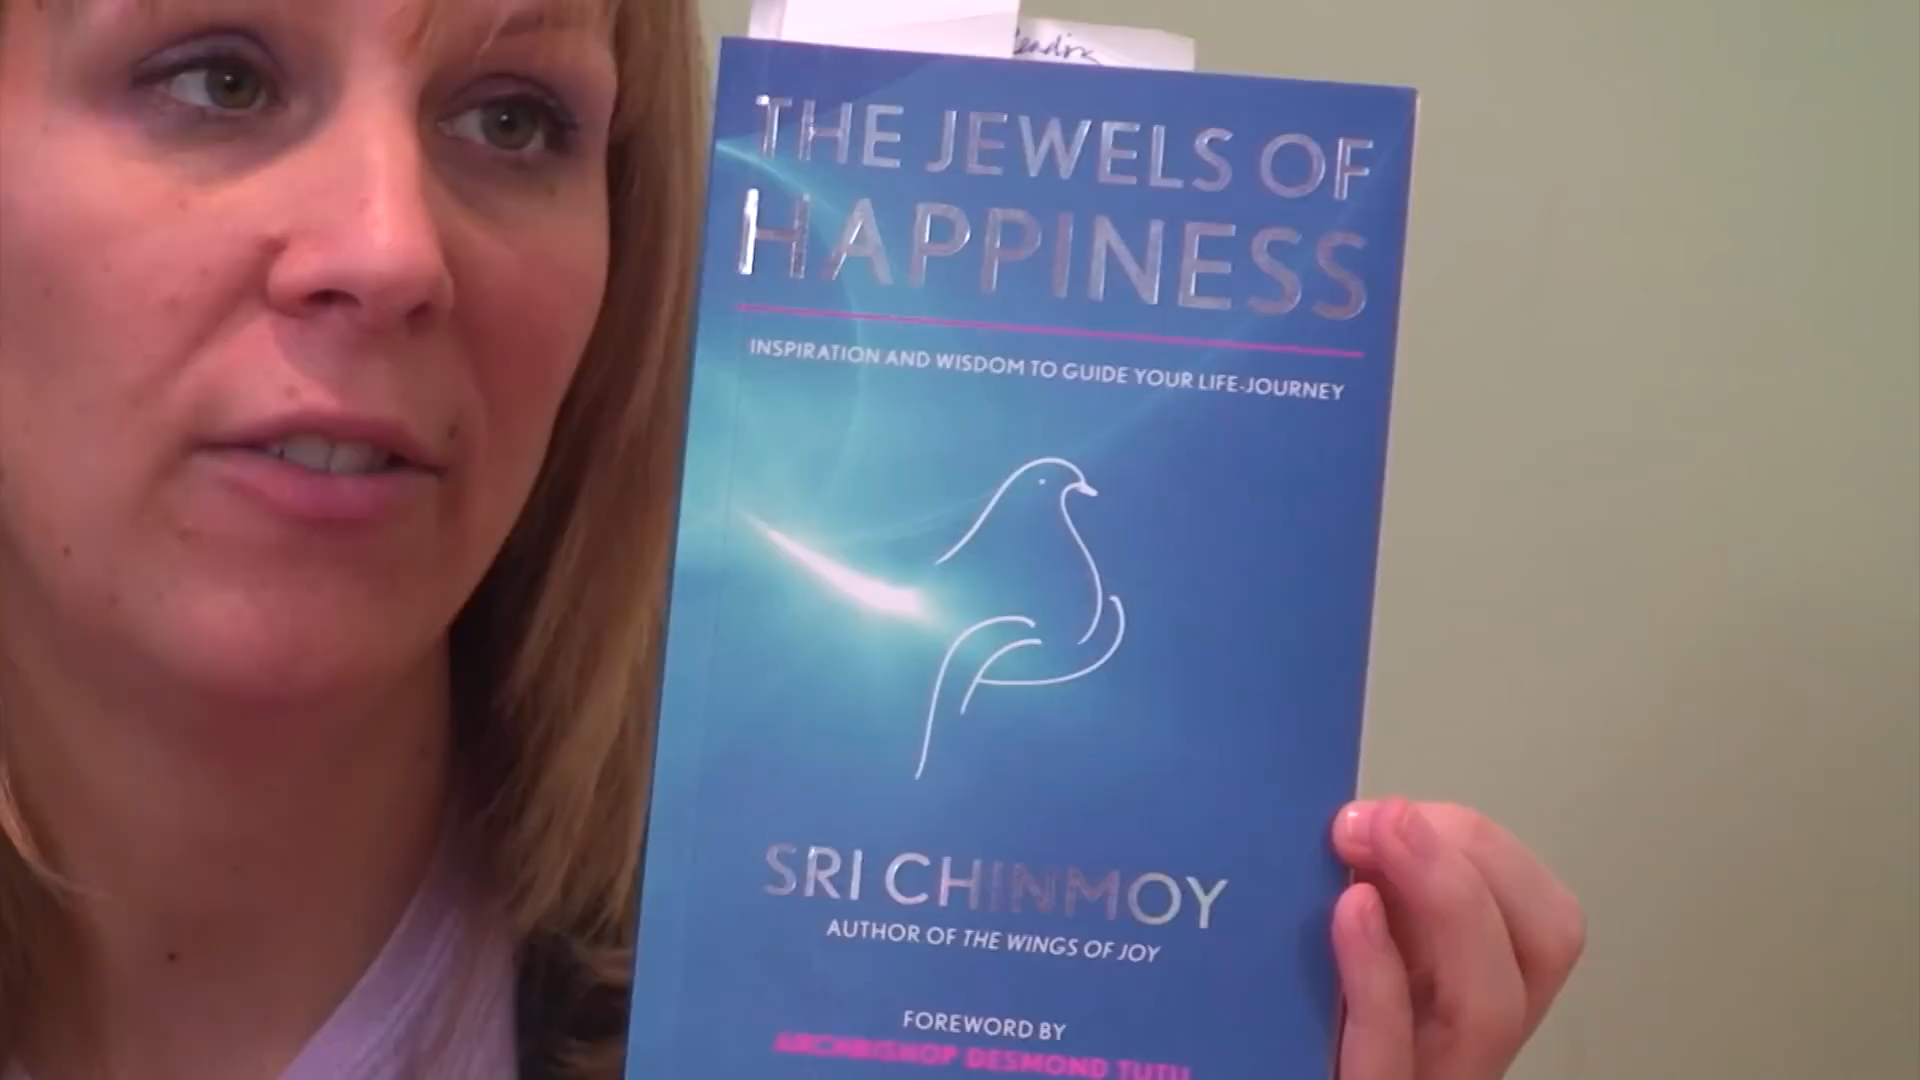 THE JEWELS OF
HAPPINESS
INSPIRATION AND WISDOM TO GUIDE YOUR LIFE-JOURNEY
SRI CHINMOY
AUTHOR OF THE WINGS OF JOY
FOREWORD BY
ARCHBISHOP DESMOND TUTU